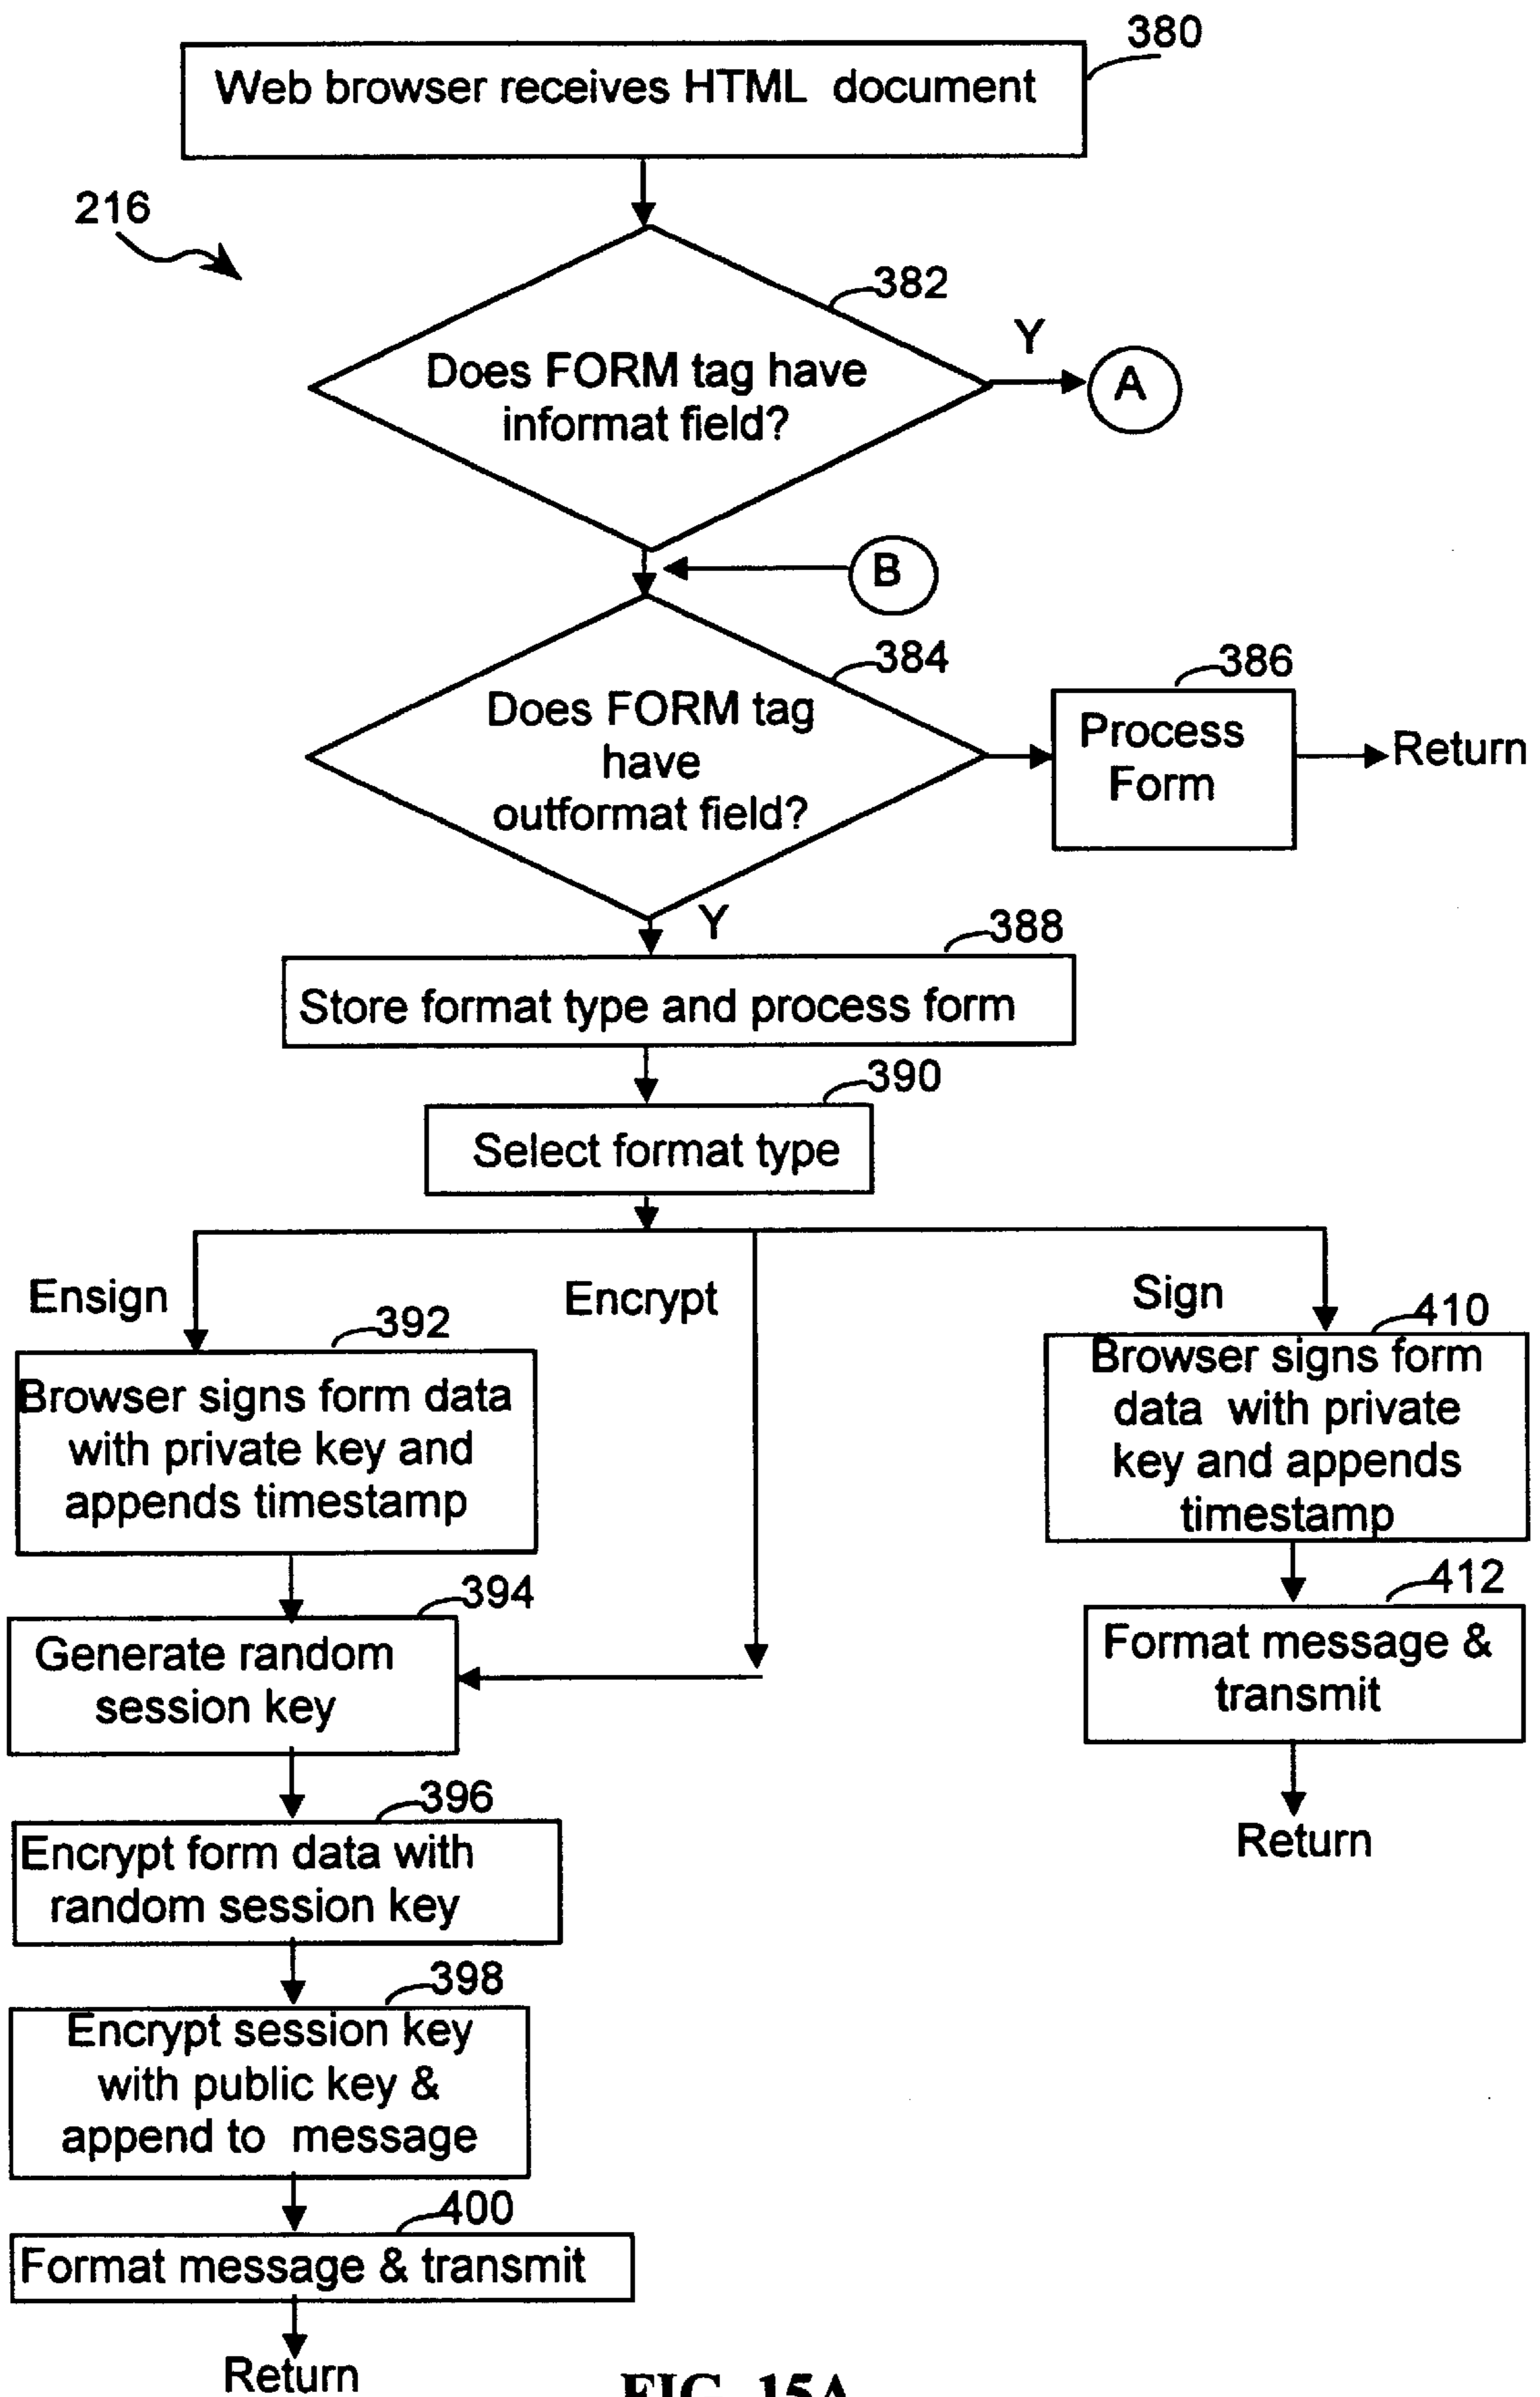 380
Web browser receives HTML document
216
382
Y
Does FORM tag have
informat field?
A
B
384
386
Does FORM tag
have
outformat field?
Process
Form
Return
Y
388
Store format type and process form
390
Select format type
Ensign
Encrypt
Sign
392
410
Browser signs form data
with private key and
appends timestamp
Browser signs form
data with private
key and appends
timestamp
394
412
Generate random
session key
Format message &
transmit
396
Return
Encrypt form data with
random session key
398
Encrypt session key
with public key &
append to message
400
Format message & transmit
Return
FIG. 15A